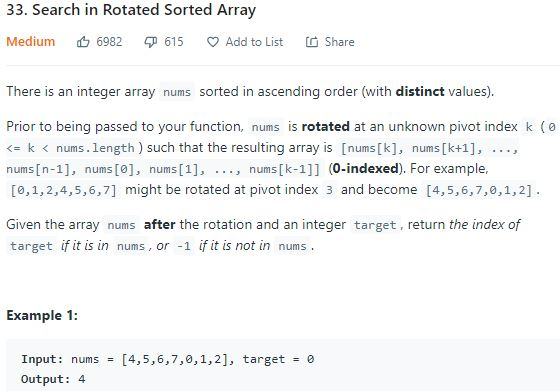 33. Search in Rotated Sorted Array
Medium 6982 615 Add to List Share
There is an integer array nums sorted in ascending order (with distinct values).
Prior to being passed to your function, nums is rotated at an unknown pivot index k (0
<= k < nums.length) such that the resulting array is [nums[k], nums[k+1], ...,
nums[n-1], nums[0], nums[1], ..., nums[k-1]] (0-indexed). For example,
[0,1,2,4,5,6,7] might be rotated at pivot index 3 and become [4,5,6,7,0,1,2].
Given the array nums after the rotation and an integer target, return the index of
target if it is in nums, or -1 if it is not in nums.
Example 1:
Input: nums = [4,5,6,7,0,1,2], target = 0
Output: 4